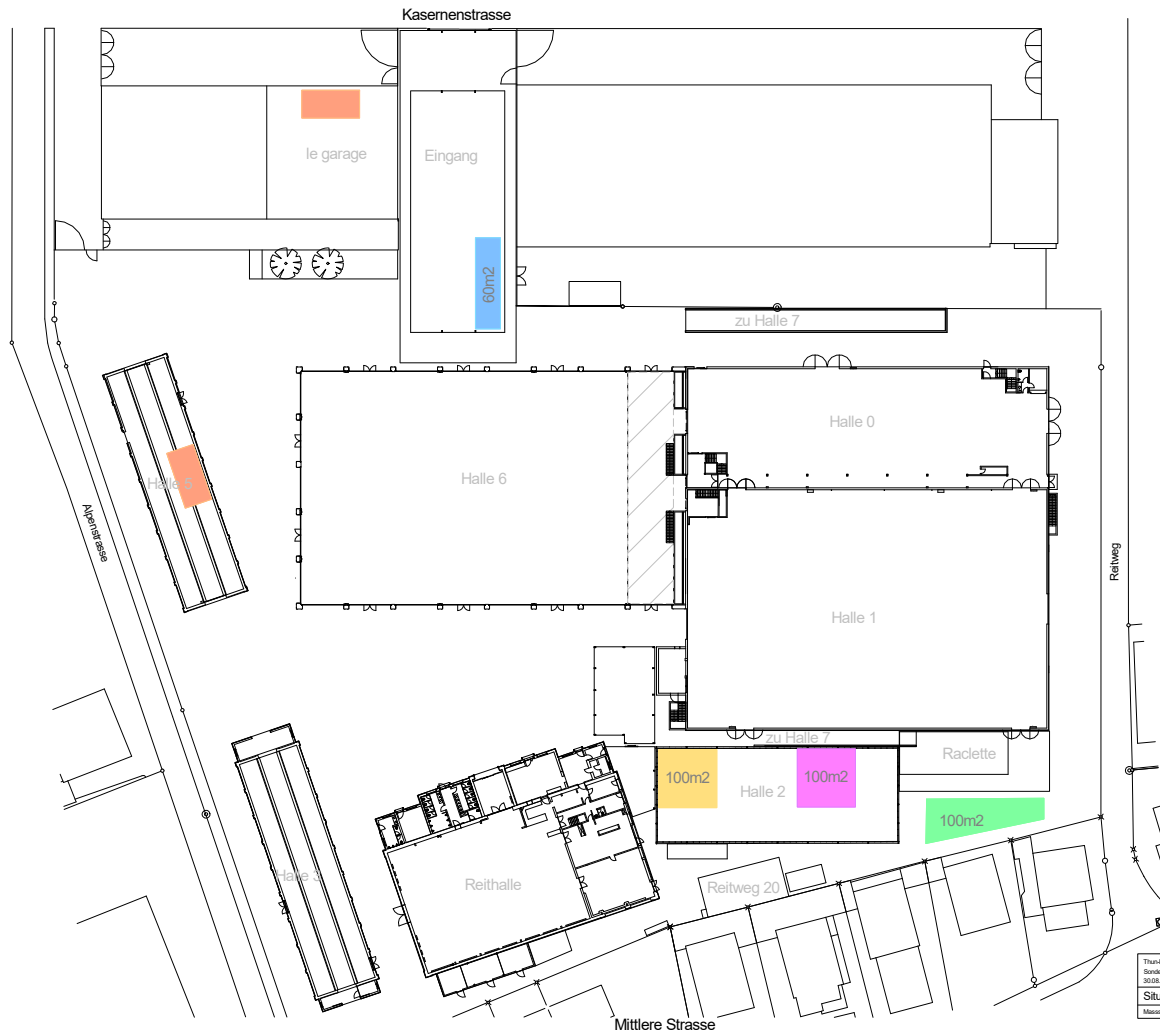 Kasernenstrasse
le garage
Eingang
60m2
zu Halle 7
Halle 0
Halle 6
Halle 5
Alpenstrasse
Reitweg
Halle 1
zu Halle 7
Raclette
100m2
100m2
Halle 2
100m2
Halle 3
Reithalle
Reitweg 20
Mittlere Strasse